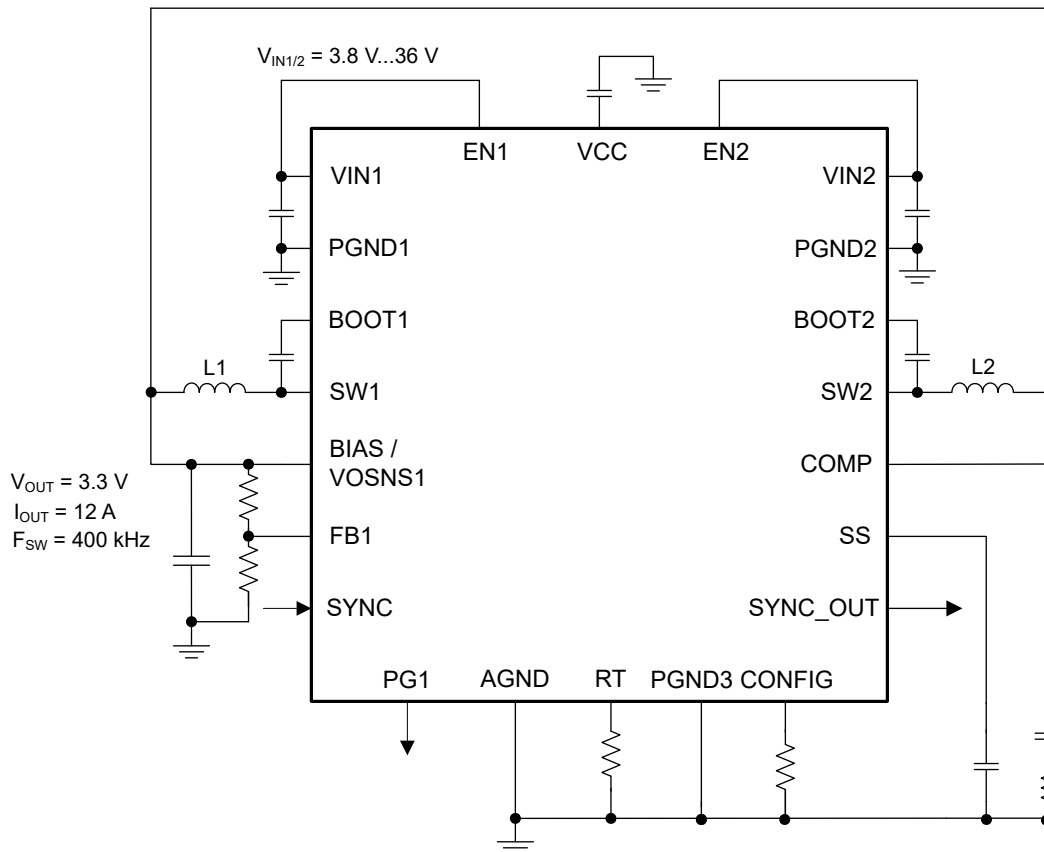 V_IN1/2 = 3.8 V...36 V
EN1
VCC
EN2
VIN1
VIN2
PGND1
PGND2
BOOT1
BOOT2
L1
L2
SW1
SW2
BIAS /
VOSNS1
COMP
V_OUT = 3.3 V
I_OUT = 12 A
F_SW = 400 kHz
FB1
SS
SYNC
SYNC_OUT
PG1
AGND
RT
PGND3
CONFIG